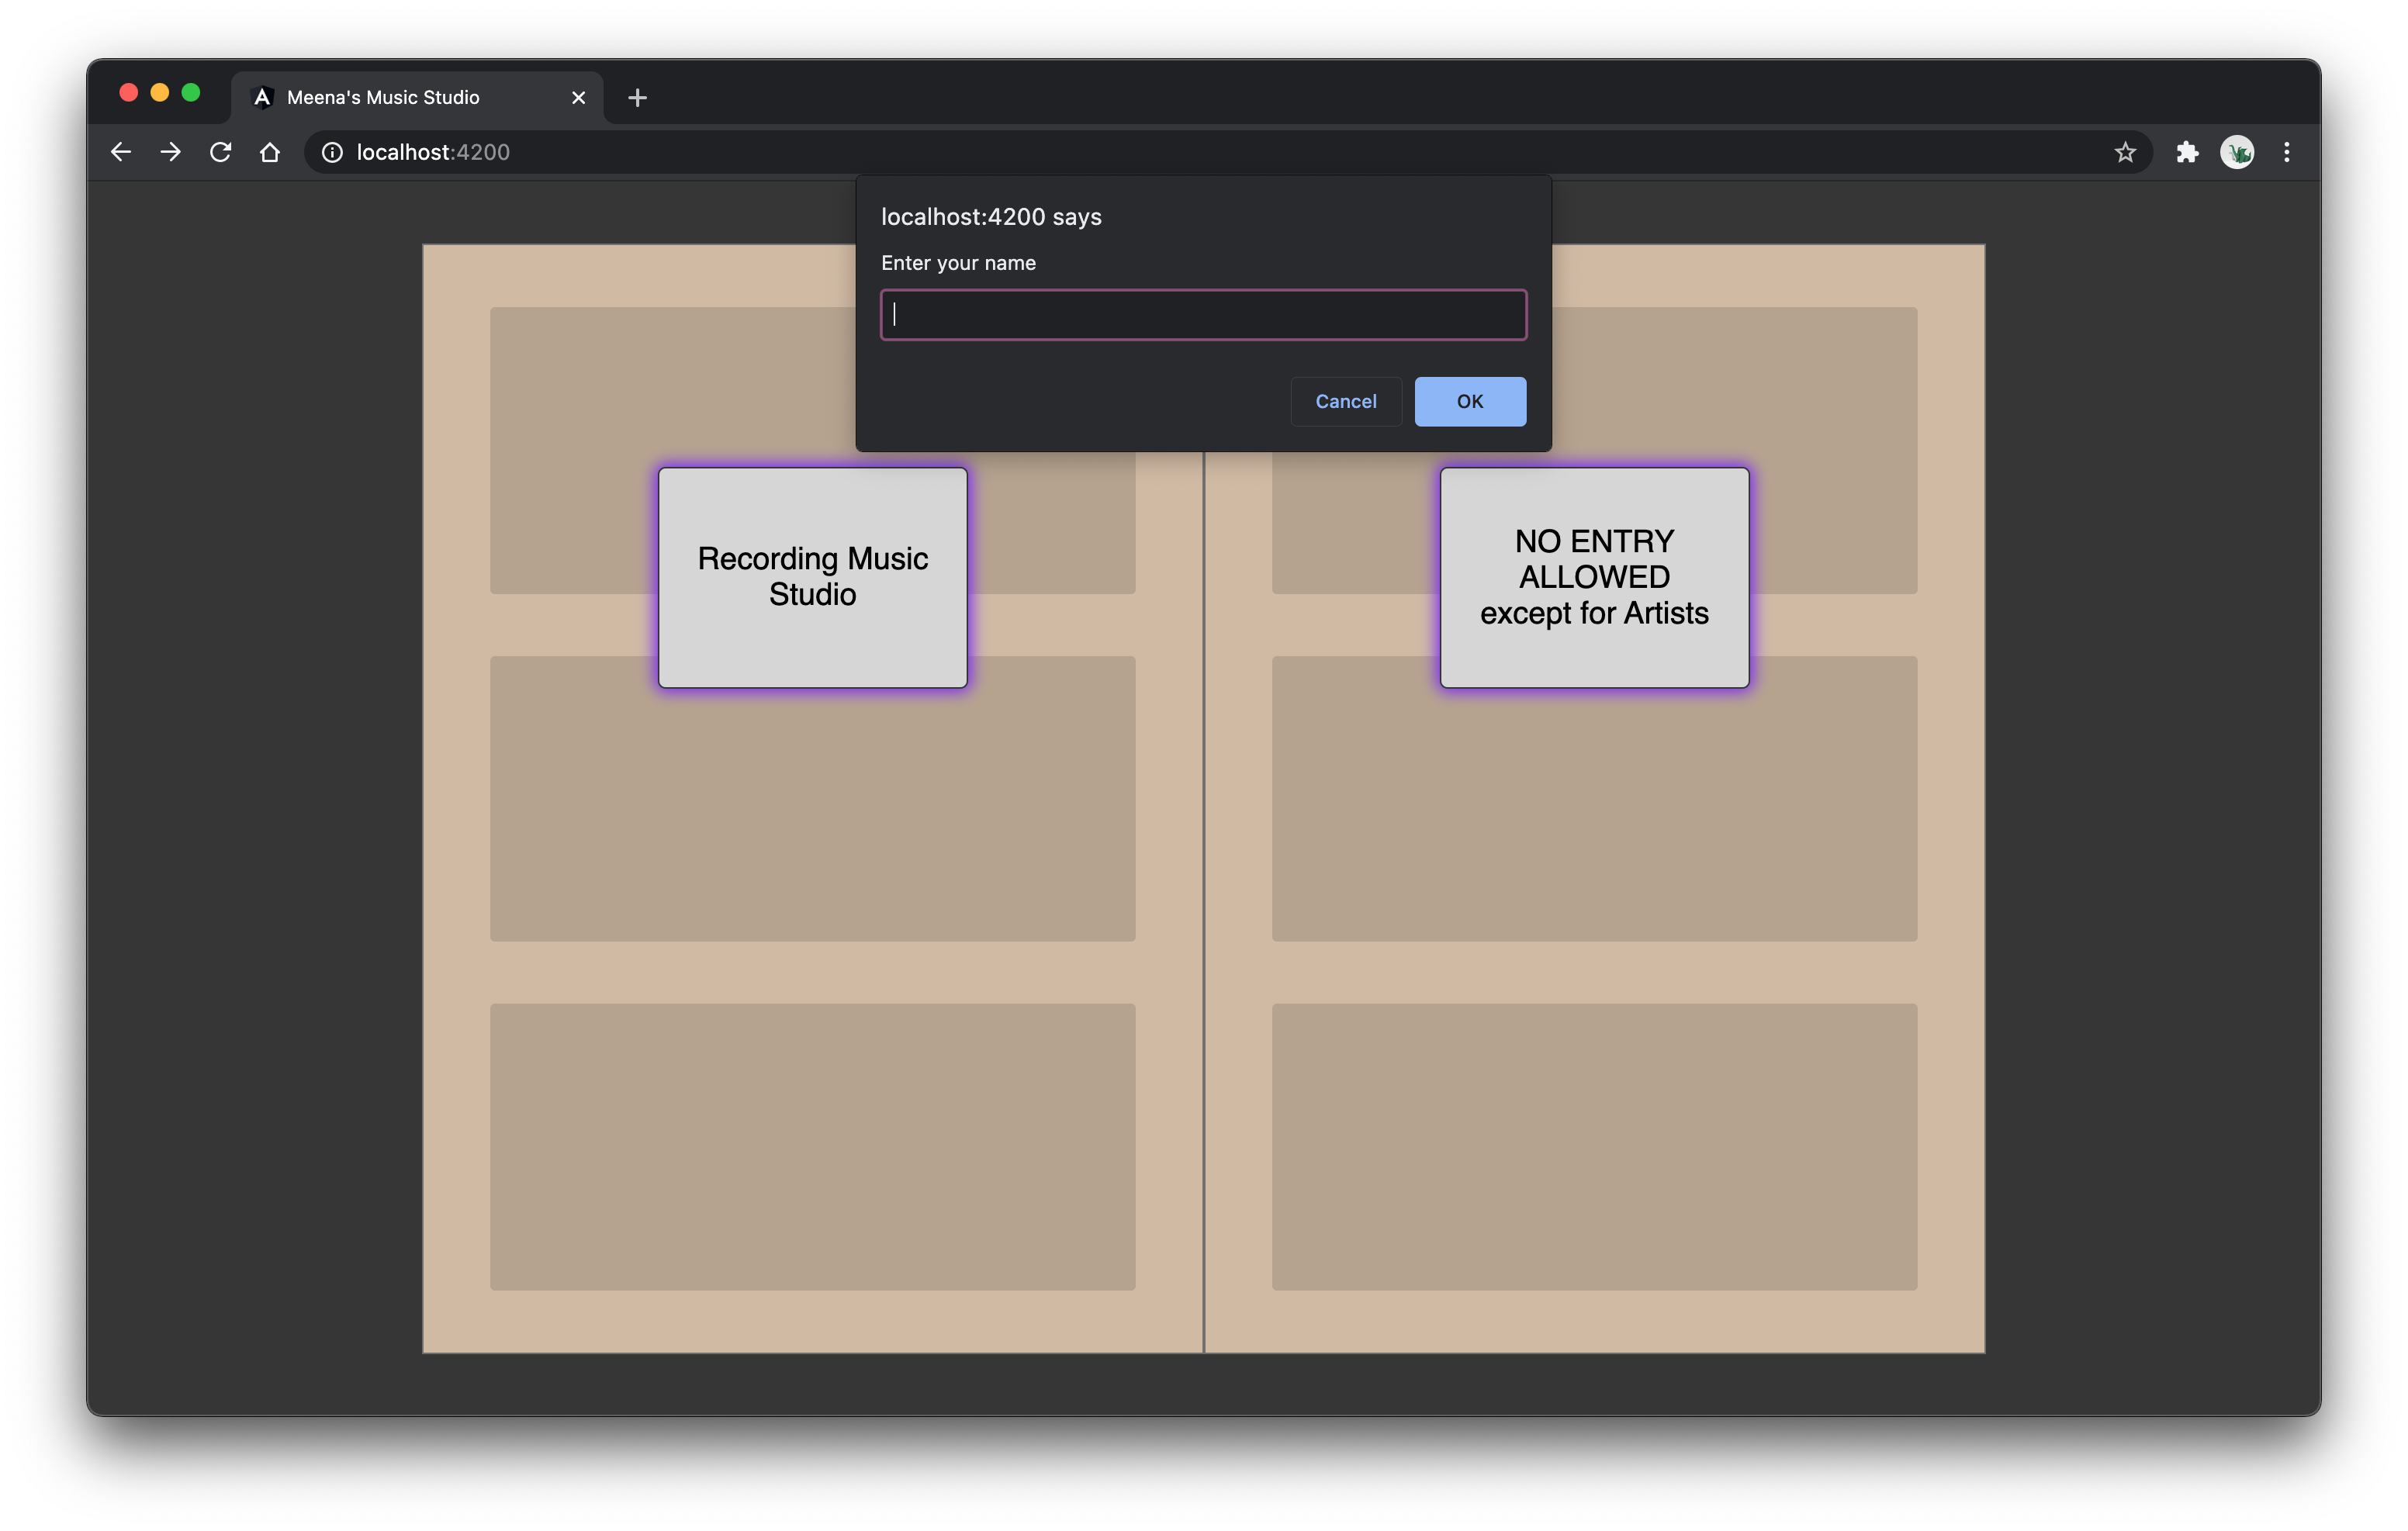 Meena's Music Studio
localhost:4200
localhost:4200 says
Enter your name
Cancel
OK
Recording Music
Studio
NO ENTRY
ALLOWED
except for Artists